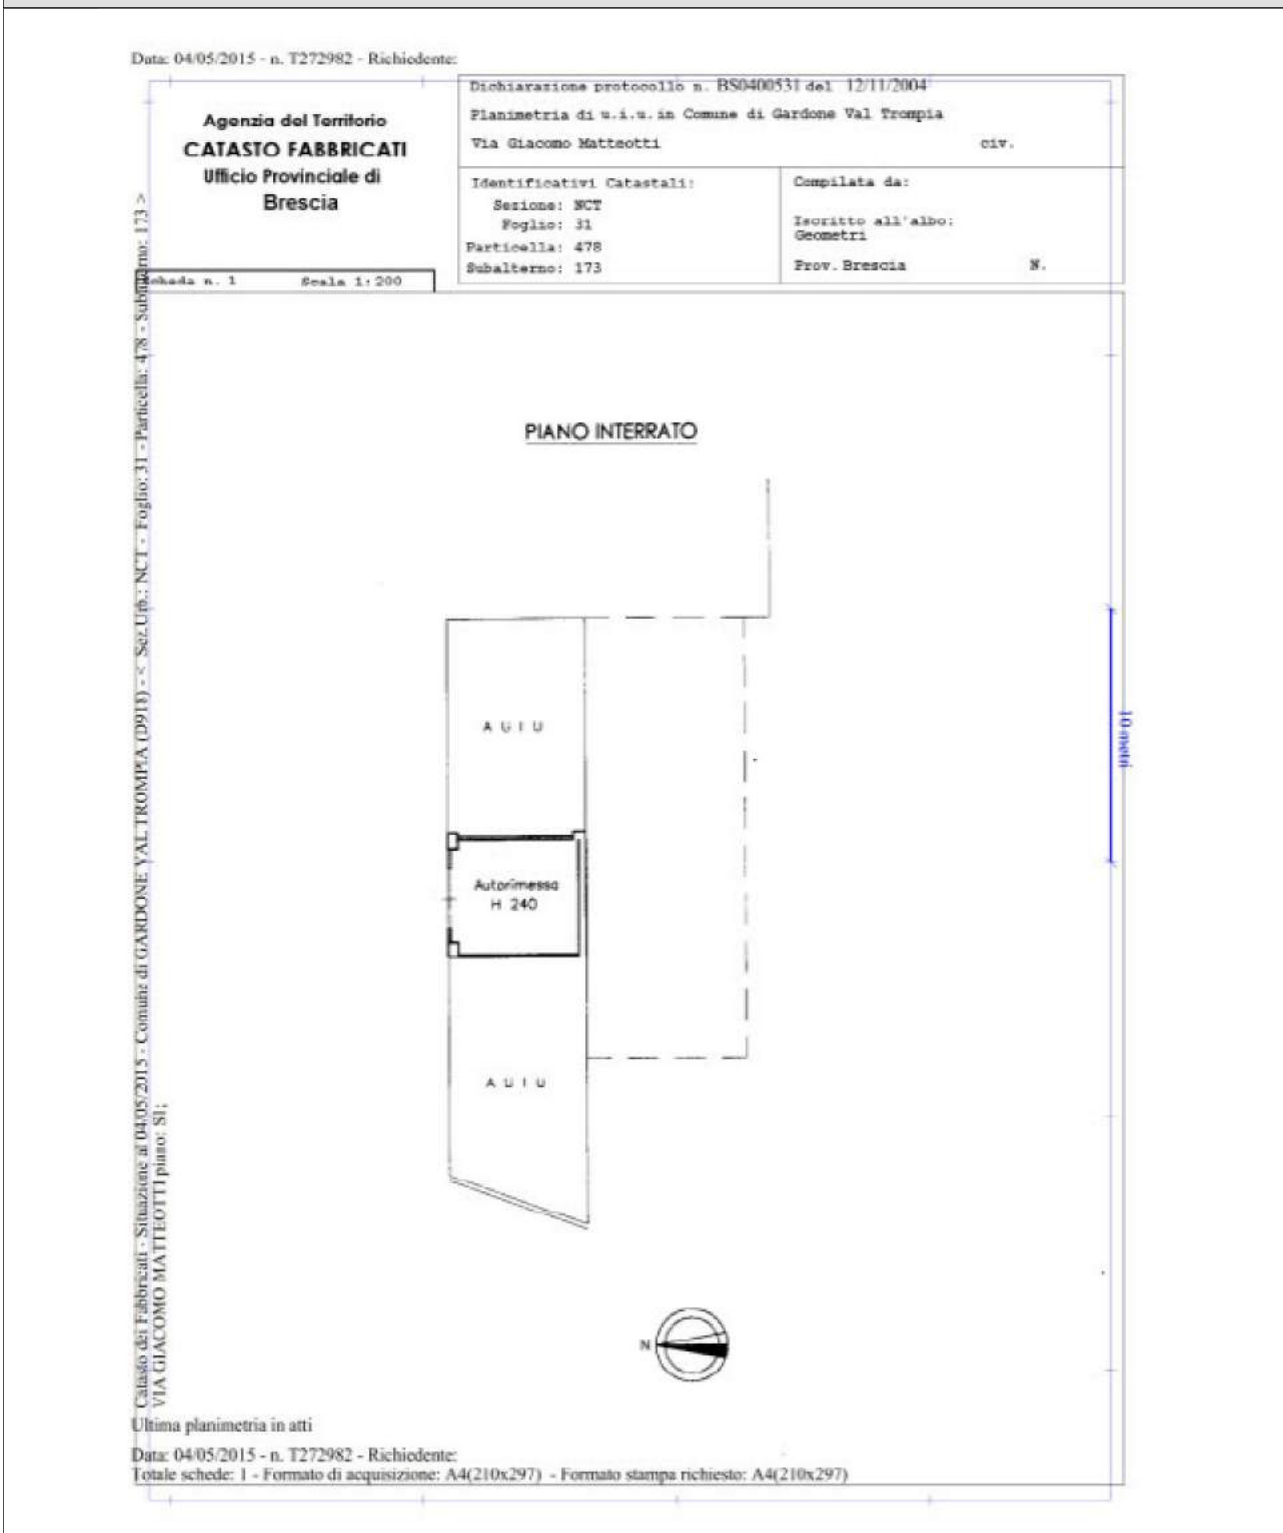 Data: 04/05/2015 - n. T272982 - Richiedente:
Agenzia del Territorio
CATASTO FABBRICATI
Ufficio Provinciale di
Brescia
Dichiarazione protocollo n. BS0400531 del 12/11/2004
Planimetria di u.i.u. in Comune di Gardone Val Trompia
Via Giacomo Matteotti civ.
Identificativi Catastali:
Sezione: NCT
Foglio: 31
Particella: 478
Subalterno: 173
Compilata da:
Iscritto all'albo:
Geometri
Prov. Brescia N.
Scheda n. 1 Scala 1:200
PIANO INTERRATO
A U I U
Autorimessa
H 240
A U I U
10 metri
N
Catasto dei Fabbricati - Situazione al 04/05/2015 - Comune di GARDONE VAL TROMPIA (D918) - < Sez.Urb.: NCT - Foglio: 31 - Particella: 478 - Subalterno: 173 >
VIA GIACOMO MATTEOTTI piano: S1;
Ultima planimetria in atti
Data: 04/05/2015 - n. T272982 - Richiedente:
Totale schede: 1 - Formato di acquisizione: A4(210x297) - Formato stampa richiesto: A4(210x297)